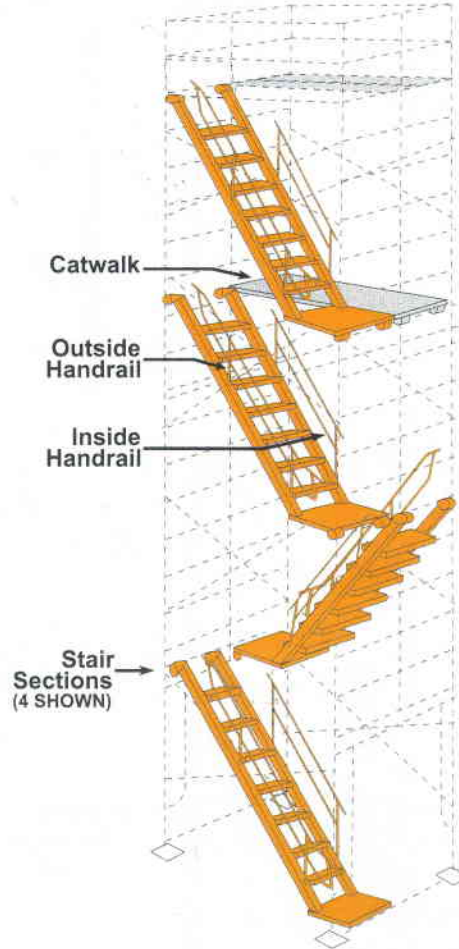 Catwalk
Outside
Handrail
Inside
Handrail
Stair
Sections
(4 SHOWN)